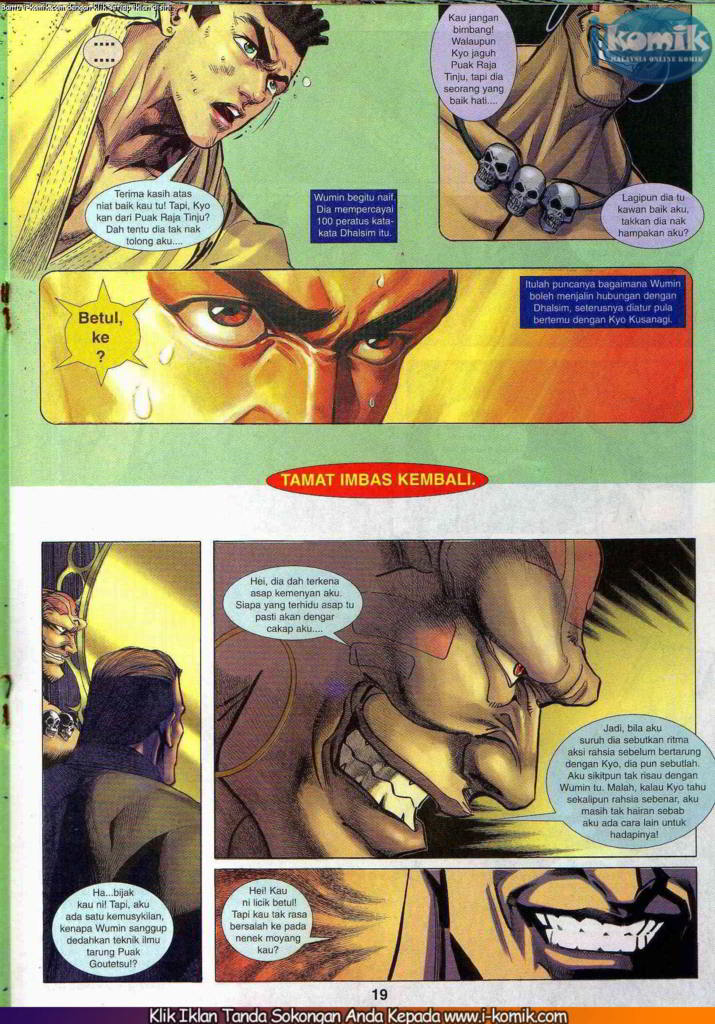 ....
....
Terima kasih atas
niat baik kau tu! Tapi, Kyo
kan dari Puak Raja Tinju?
Dah tentu dia tak nak
tolong aku....
Wumin begitu naif.
Dia mempercayai
100 peratus kata-
kata Dhalsim itu.
Kau jangan
bimbang!
Walaupun
Kyo jaguh
Puak Raja
Tinju, tapi dia
seorang yang
baik hati....
i komik
MALAYSIA ONLINE KOMIK
Lagipun dia tu
kawan baik aku,
takkan dia nak
hampakan aku?
Betul,
ke
?
Itulah puncanya bagaimana Wumin
boleh menjalin hubungan dengan
Dhalsim, seterusnya diatur pula
bertemu dengan Kyo Kusanagi.
TAMAT IMBAS KEMBALI.
Ha...bijak
kau ni! Tapi, aku
ada satu kemusykilan,
kenapa Wumin sanggup
dedahkan teknik ilmu
tarung Puak
Goutetsu!?
Hei, dia dah terkena
asap kemenyan aku.
Siapa yang terhidu asap tu
pasti akan dengar
cakap aku....
Jadi, bila aku
suruh dia sebutkan ritma
aksi rahsia sebelum bertarung
dengan Kyo, dia pun sebutlah.
Aku sikitpun tak risau dengan
Wumin tu. Malah, kalau Kyo tahu
sekalipun rahsia sebenar, aku
masih tak hairan sebab
aku ada cara lain untuk
hadapinya!
Hei! Kau
ni licik betul!
Tapi kau tak rasa
bersalah ke pada
nenek moyang
kau?
19
Klik Iklan Tanda Sokongan Anda Kepada www.i-komik.com